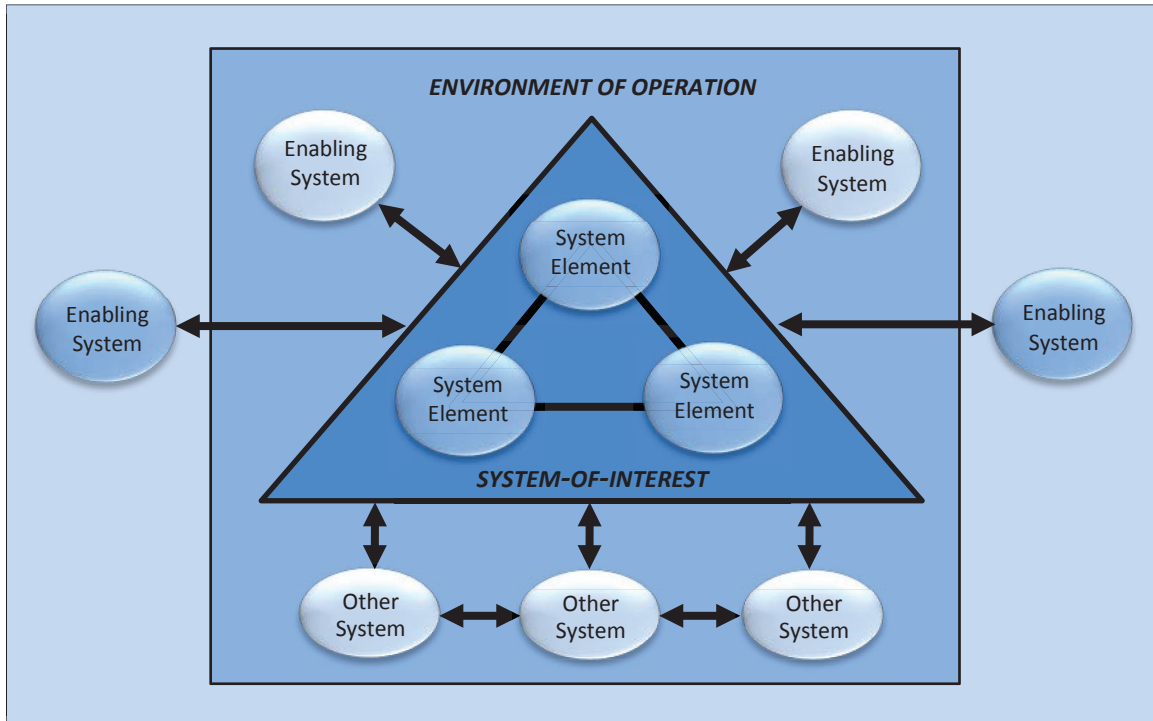 ENVIRONMENT OF OPERATION
Enabling
System
Enabling
System
System
Element
Enabling
System
Enabling
System
System
Element
System
Element
SYSTEM-OF-INTEREST
Other
System
Other
System
Other
System